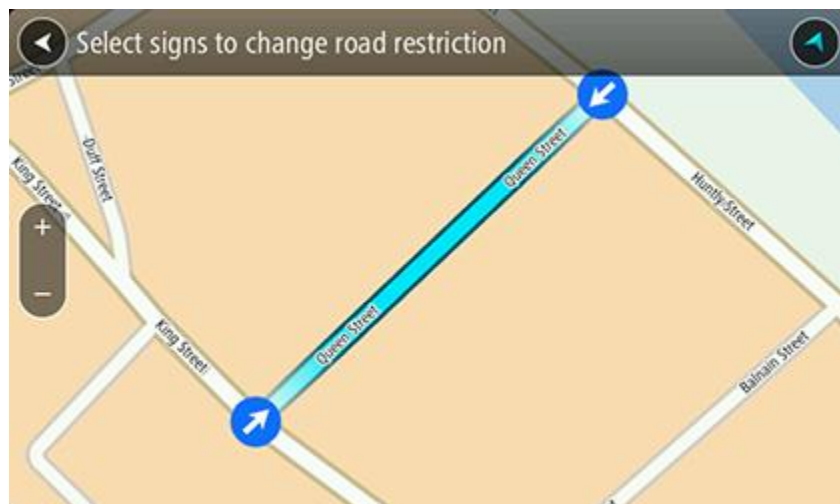 Select signs to change road restriction
Street
Duff Street
King Street
Queen Street
Huntly Street
+
−
Queen Street
King Street
Balnain Street